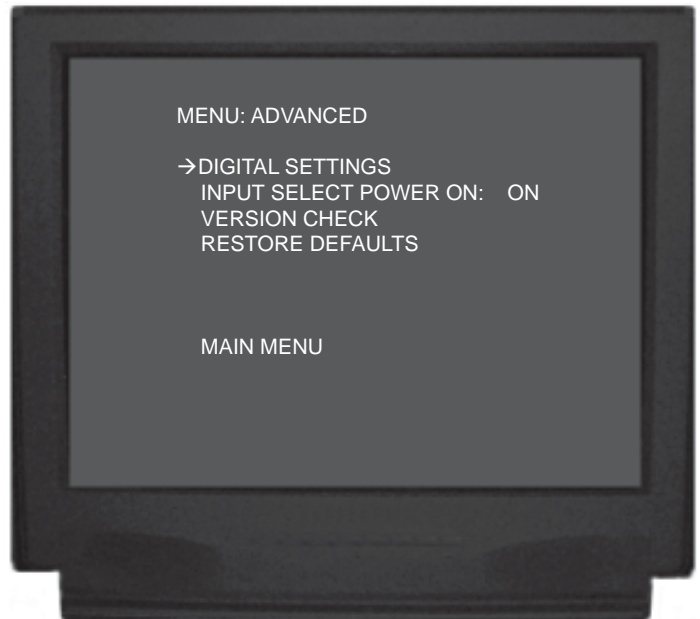 MENU: ADVANCED
→DIGITAL SETTINGS
INPUT SELECT POWER ON: ON
VERSION CHECK
RESTORE DEFAULTS
MAIN MENU